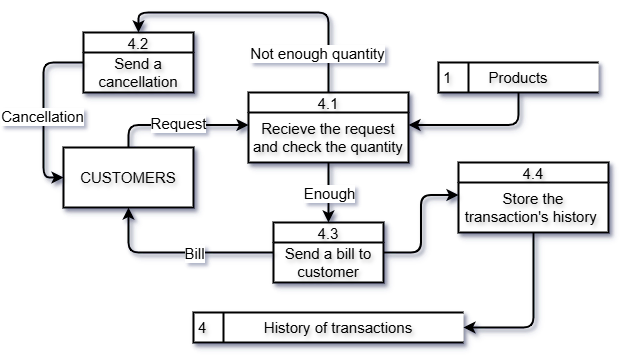 4.2
Send a
cancellation
Not enough quantity
1 Products
Cancellation
4.1
Recieve the request
and check the quantity
Request
CUSTOMERS
4.4
Store the
transaction's history
Enough
4.3
Send a bill to
customer
Bill
4 History of transactions